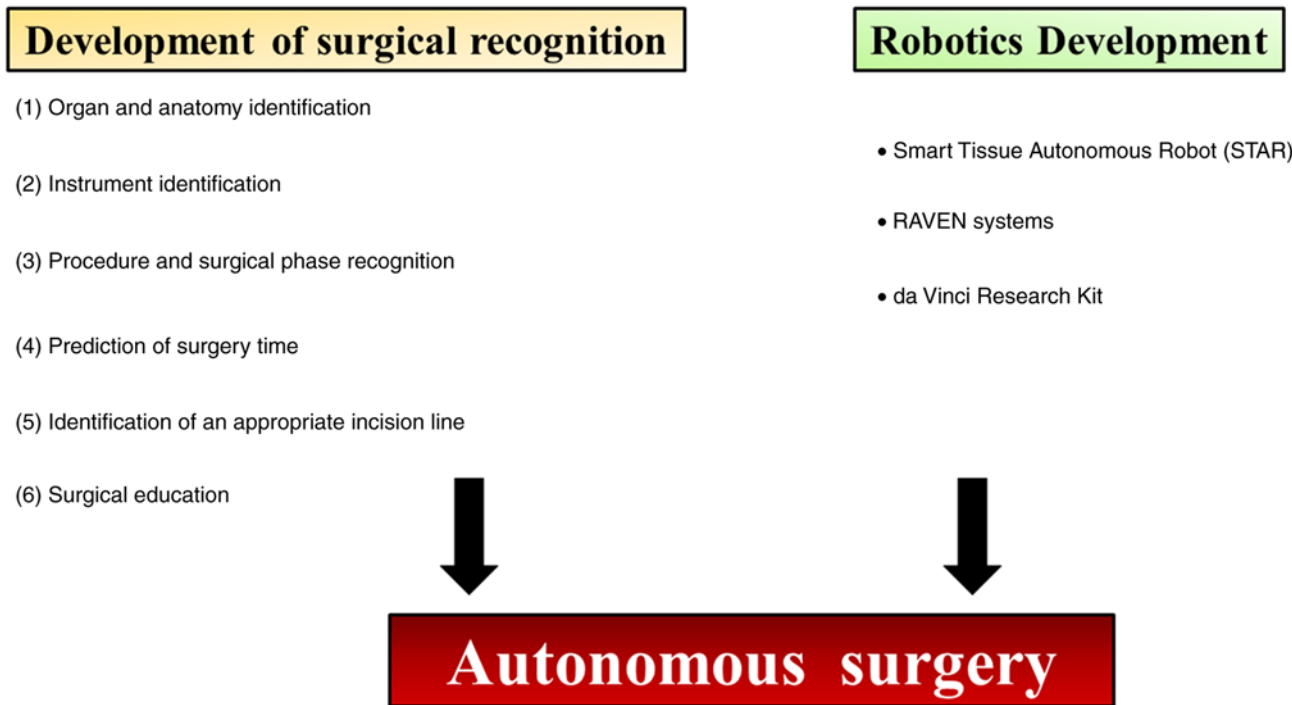 Development of surgical recognition
(1) Organ and anatomy identification
(2) Instrument identification
(3) Procedure and surgical phase recognition
(4) Prediction of surgery time
(5) Identification of an appropriate incision line
(6) Surgical education
Robotics Development
• Smart Tissue Autonomous Robot (STAR)
• RAVEN systems
• da Vinci Research Kit
Autonomous surgery